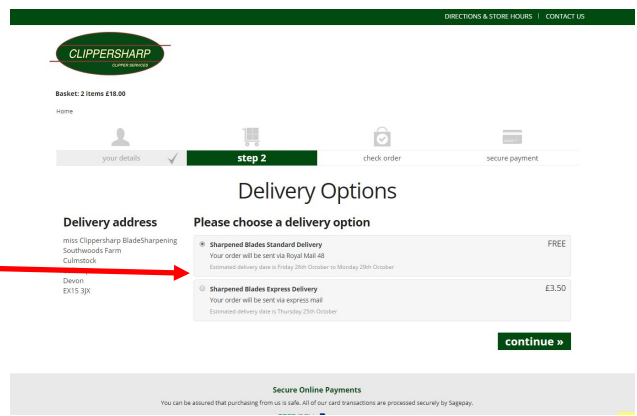 DIRECTIONS & STORE HOURS | CONTACT US
CLIPPERSHARP
CLIPPER SERVICES
Basket: 2 items £18.00
Home
your details
step 2
check order
secure payment
Delivery Options
Delivery address
miss Clippersharp BladeSharpening
Southwoods Farm
Culmstock
Devon
EX15 3JX
Please choose a delivery option
Sharpened Blades Standard Delivery
FREE
Your order will be sent via Royal Mail 48
Estimated delivery date is Friday 26th October to Monday 29th October
Sharpened Blades Express Delivery
£3.50
Your order will be sent via express mail
Estimated delivery date is Thursday 25th October
continue »
Secure Online Payments
You can be assured that purchasing from us is safe. All of our card transactions are processed securely by Sagepay.